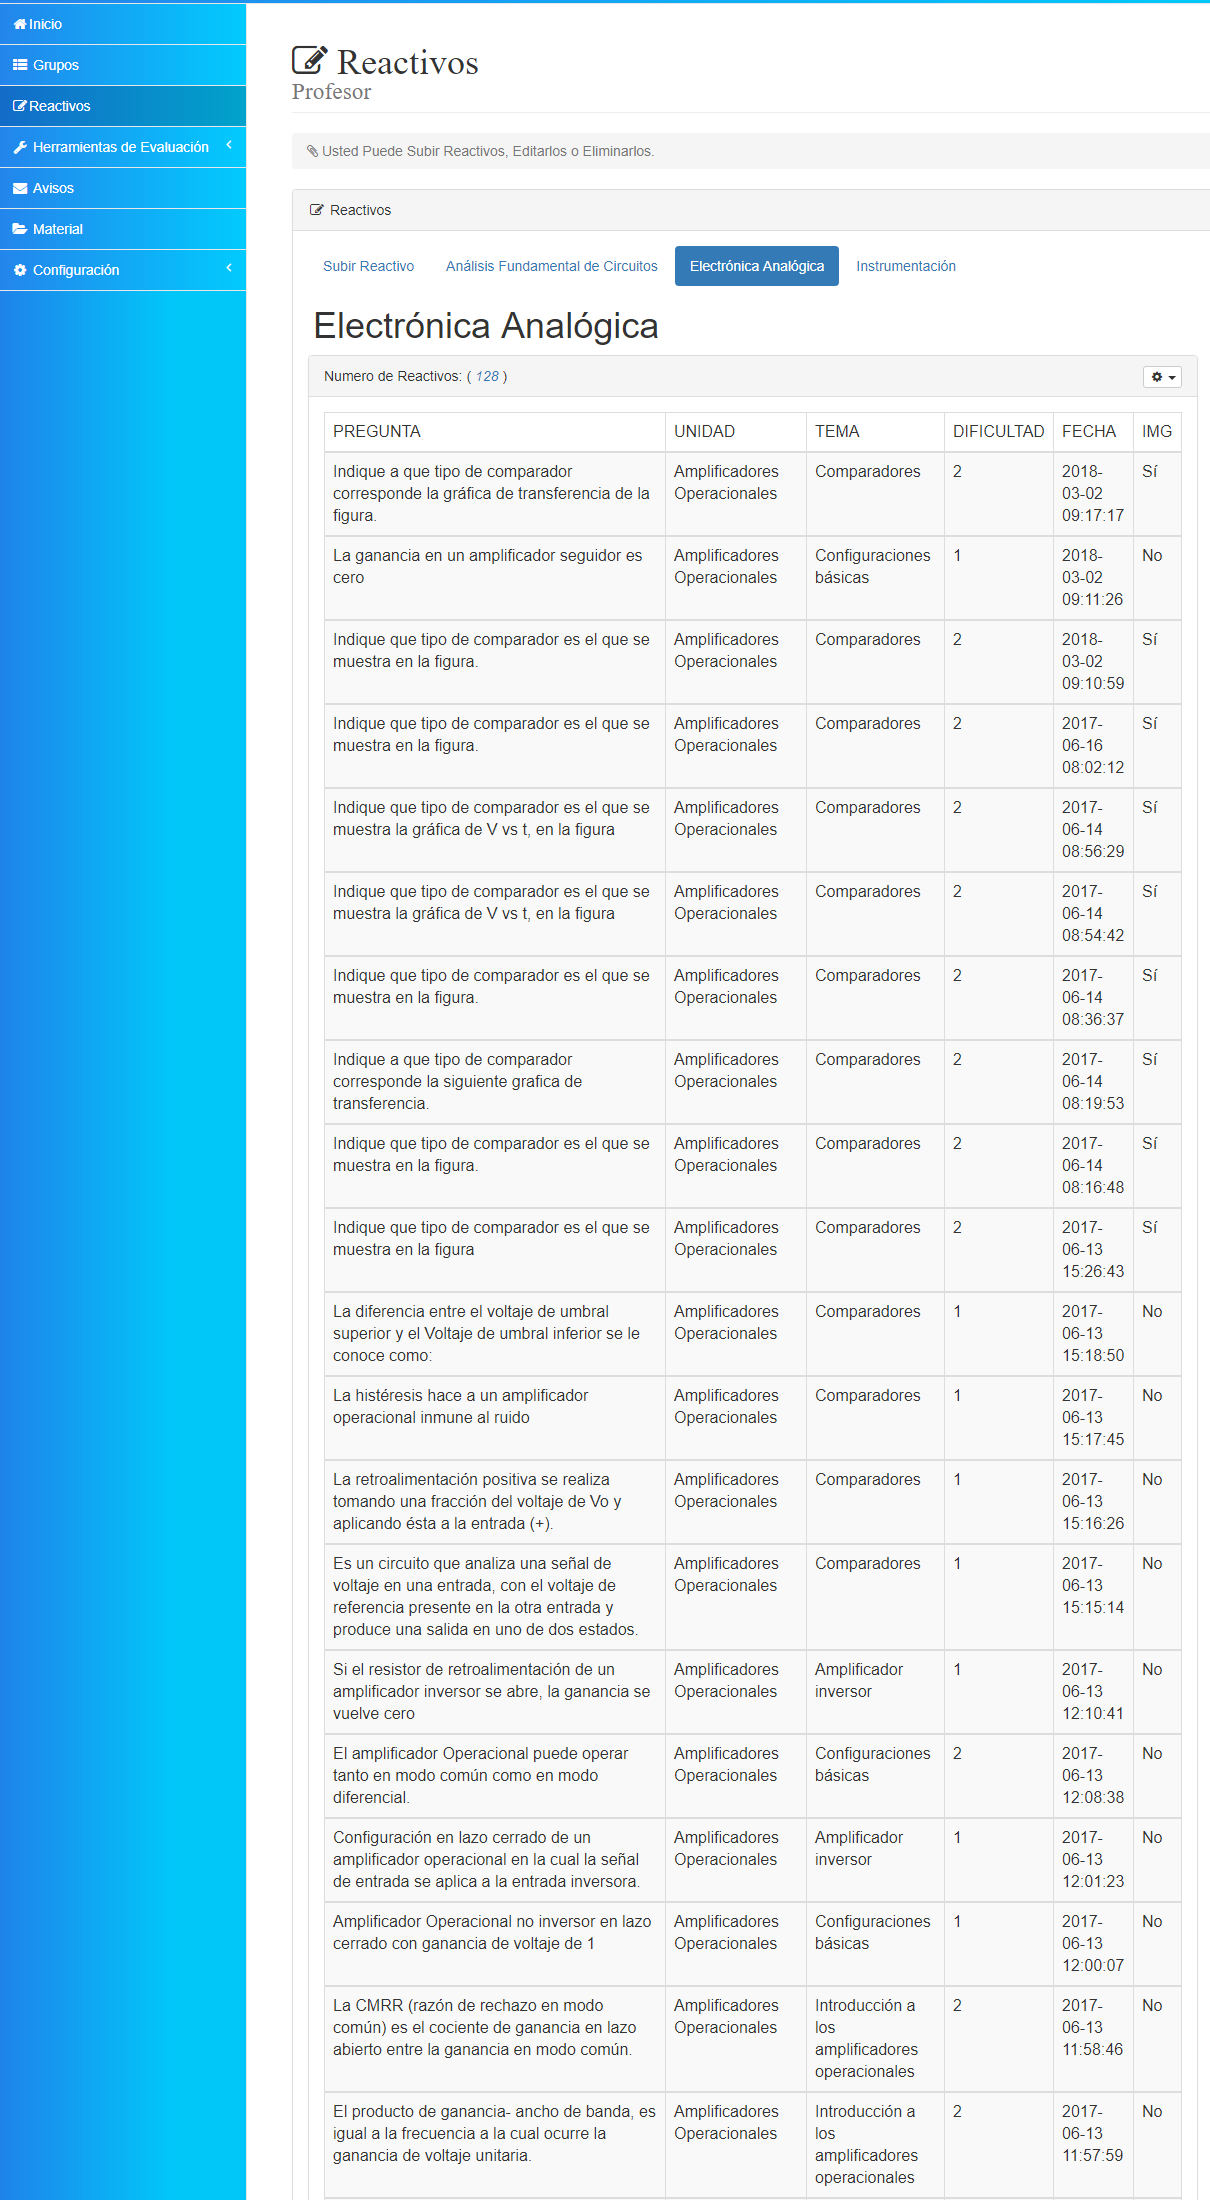 Inicio
Grupos
Reactivos
Herramientas de Evaluación
Avisos
Material
Configuración
Reactivos
Profesor
Usted Puede Subir Reactivos, Editarlos o Eliminarlos.
Reactivos
Subir Reactivo Análisis Fundamental de Circuitos Electrónica Analógica Instrumentación
Electrónica Analógica
Numero de Reactivos: ( 128 )
PREGUNTA UNIDAD TEMA DIFICULTAD FECHA IMG
Indique a que tipo de comparador Amplificadores Comparadores 2 2018- Sí
corresponde la gráfica de transferencia de la Operacionales 03-02
figura. 09:17:17
La ganancia en un amplificador seguidor es Amplificadores Configuraciones 1 2018- No
cero Operacionales básicas 03-02
09:11:26
Indique que tipo de comparador es el que se Amplificadores Comparadores 2 2018- Sí
muestra en la figura. Operacionales 03-02
09:10:59
Indique que tipo de comparador es el que se Amplificadores Comparadores 2 2017- Sí
muestra en la figura. Operacionales 06-16
08:02:12
Indique que tipo de comparador es el que se Amplificadores Comparadores 2 2017- Sí
muestra la gráfica de V vs t, en la figura Operacionales 06-14
08:56:29
Indique que tipo de comparador es el que se Amplificadores Comparadores 2 2017- Sí
muestra la gráfica de V vs t, en la figura Operacionales 06-14
08:54:42
Indique que tipo de comparador es el que se Amplificadores Comparadores 2 2017- Sí
muestra en la figura. Operacionales 06-14
08:36:37
Indique a que tipo de comparador Amplificadores Comparadores 2 2017- Sí
corresponde la siguiente grafica de Operacionales 06-14
transferencia. 08:19:53
Indique que tipo de comparador es el que se Amplificadores Comparadores 2 2017- Sí
muestra en la figura. Operacionales 06-14
08:16:48
Indique que tipo de comparador es el que se Amplificadores Comparadores 2 2017- Sí
muestra en la figura Operacionales 06-13
15:26:43
La diferencia entre el voltaje de umbral Amplificadores Comparadores 1 2017- No
superior y el Voltaje de umbral inferior se le Operacionales 06-13
conoce como: 15:18:50
La histéresis hace a un amplificador Amplificadores Comparadores 1 2017- No
operacional inmune al ruido Operacionales 06-13
15:17:45
La retroalimentación positiva se realiza Amplificadores Comparadores 1 2017- No
tomando una fracción del voltaje de Vo y Operacionales 06-13
aplicando ésta a la entrada (+). 15:16:26
Es un circuito que analiza una señal de Amplificadores Comparadores 1 2017- No
voltaje en una entrada, con el voltaje de Operacionales 06-13
referencia presente en la otra entrada y 15:15:14
produce una salida en uno de dos estados.
Si el resistor de retroalimentación de un Amplificadores Amplificador 1 2017- No
amplificador inversor se abre, la ganancia se Operacionales inversor 06-13
vuelve cero 12:10:41
El amplificador Operacional puede operar Amplificadores Configuraciones 2 2017- No
tanto en modo común como en modo Operacionales básicas 06-13
diferencial. 12:08:38
Configuración en lazo cerrado de un Amplificadores Amplificador 1 2017- No
amplificador operacional en la cual la señal Operacionales inversor 06-13
de entrada se aplica a la entrada inversora. 12:01:23
Amplificador Operacional no inversor en lazo Amplificadores Configuraciones 1 2017- No
cerrado con ganancia de voltaje de 1 Operacionales básicas 06-13
12:00:07
La CMRR (razón de rechazo en modo Amplificadores Introducción a 2 2017- No
común) es el cociente de ganancia en lazo Operacionales los 06-13
abierto entre la ganancia en modo común. amplificadores 11:58:46
operacionales
El producto de ganancia- ancho de banda, es Amplificadores Introducción a 2 2017- No
igual a la frecuencia a la cual ocurre la Operacionales los 06-13
ganancia de voltaje unitaria. amplificadores 11:57:59
operacionales